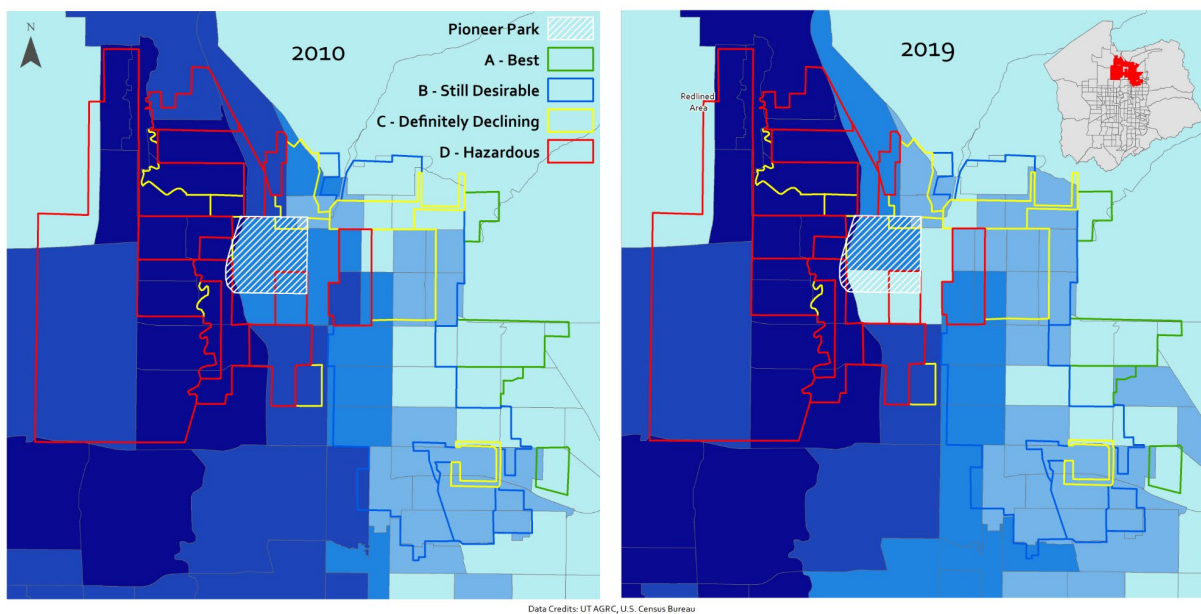 N
2010
Pioneer Park
A - Best
B - Still Desirable
C - Definitely Declining
D - Hazardous
2019
Redlined
Area
Data Credits: UT AGRC, U.S. Census Bureau